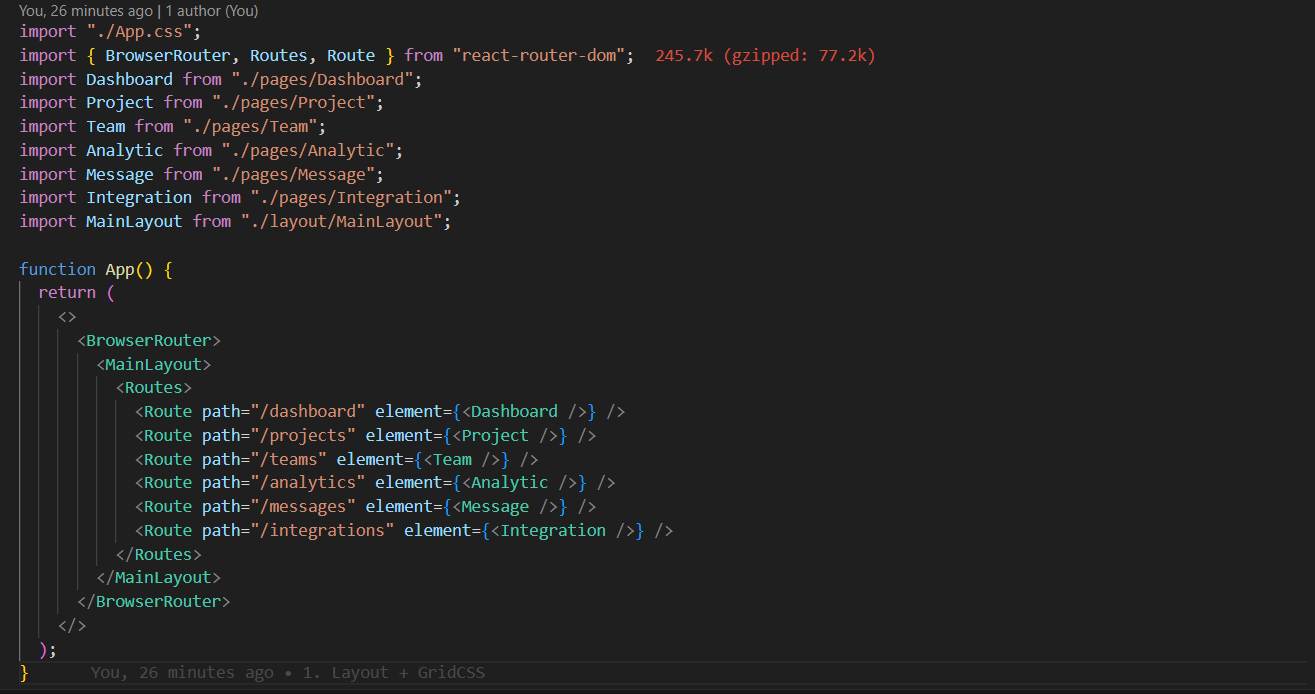 You, 26 minutes ago | 1 author (You)
import "./App.css";
import { BrowserRouter, Routes, Route } from "react-router-dom";  245.7k (gzipped: 77.2k)
import Dashboard from "./pages/Dashboard";
import Project from "./pages/Project";
import Team from "./pages/Team";
import Analytic from "./pages/Analytic";
import Message from "./pages/Message";
import Integration from "./pages/Integration";
import MainLayout from "./layout/MainLayout";

function App() {
  return (
    <>
      <BrowserRouter>
        <MainLayout>
          <Routes>
            <Route path="/dashboard" element={<Dashboard />} />
            <Route path="/projects" element={<Project />} />
            <Route path="/teams" element={<Team />} />
            <Route path="/analytics" element={<Analytic />} />
            <Route path="/messages" element={<Message />} />
            <Route path="/integrations" element={<Integration />} />
          </Routes>
        </MainLayout>
      </BrowserRouter>
    </>
  );
}      You, 26 minutes ago • 1. Layout + GridCSS